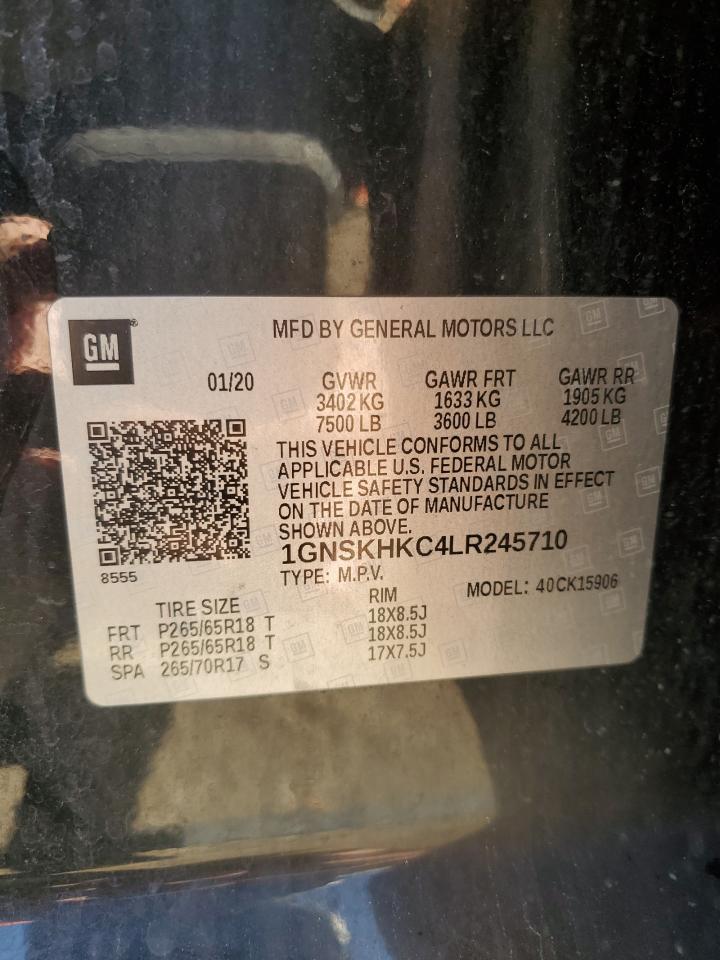 GM
MFD BY GENERAL MOTORS LLC
01/20 GVWR GAWR FRT GAWR RR
3402 KG 1633 KG 1905 KG
7500 LB 3600 LB 4200 LB
THIS VEHICLE CONFORMS TO ALL
APPLICABLE U.S. FEDERAL MOTOR
VEHICLE SAFETY STANDARDS IN EFFECT
ON THE DATE OF MANUFACTURE
SHOWN ABOVE.
1GNSKHKC4LR245710
8555
TYPE: M.P.V. MODEL: 40CK15906
TIRE SIZE RIM
FRT P265/65R18 T 18X8.5J
RR P265/65R18 T 18X8.5J
SPA 265/70R17 S 17X7.5J